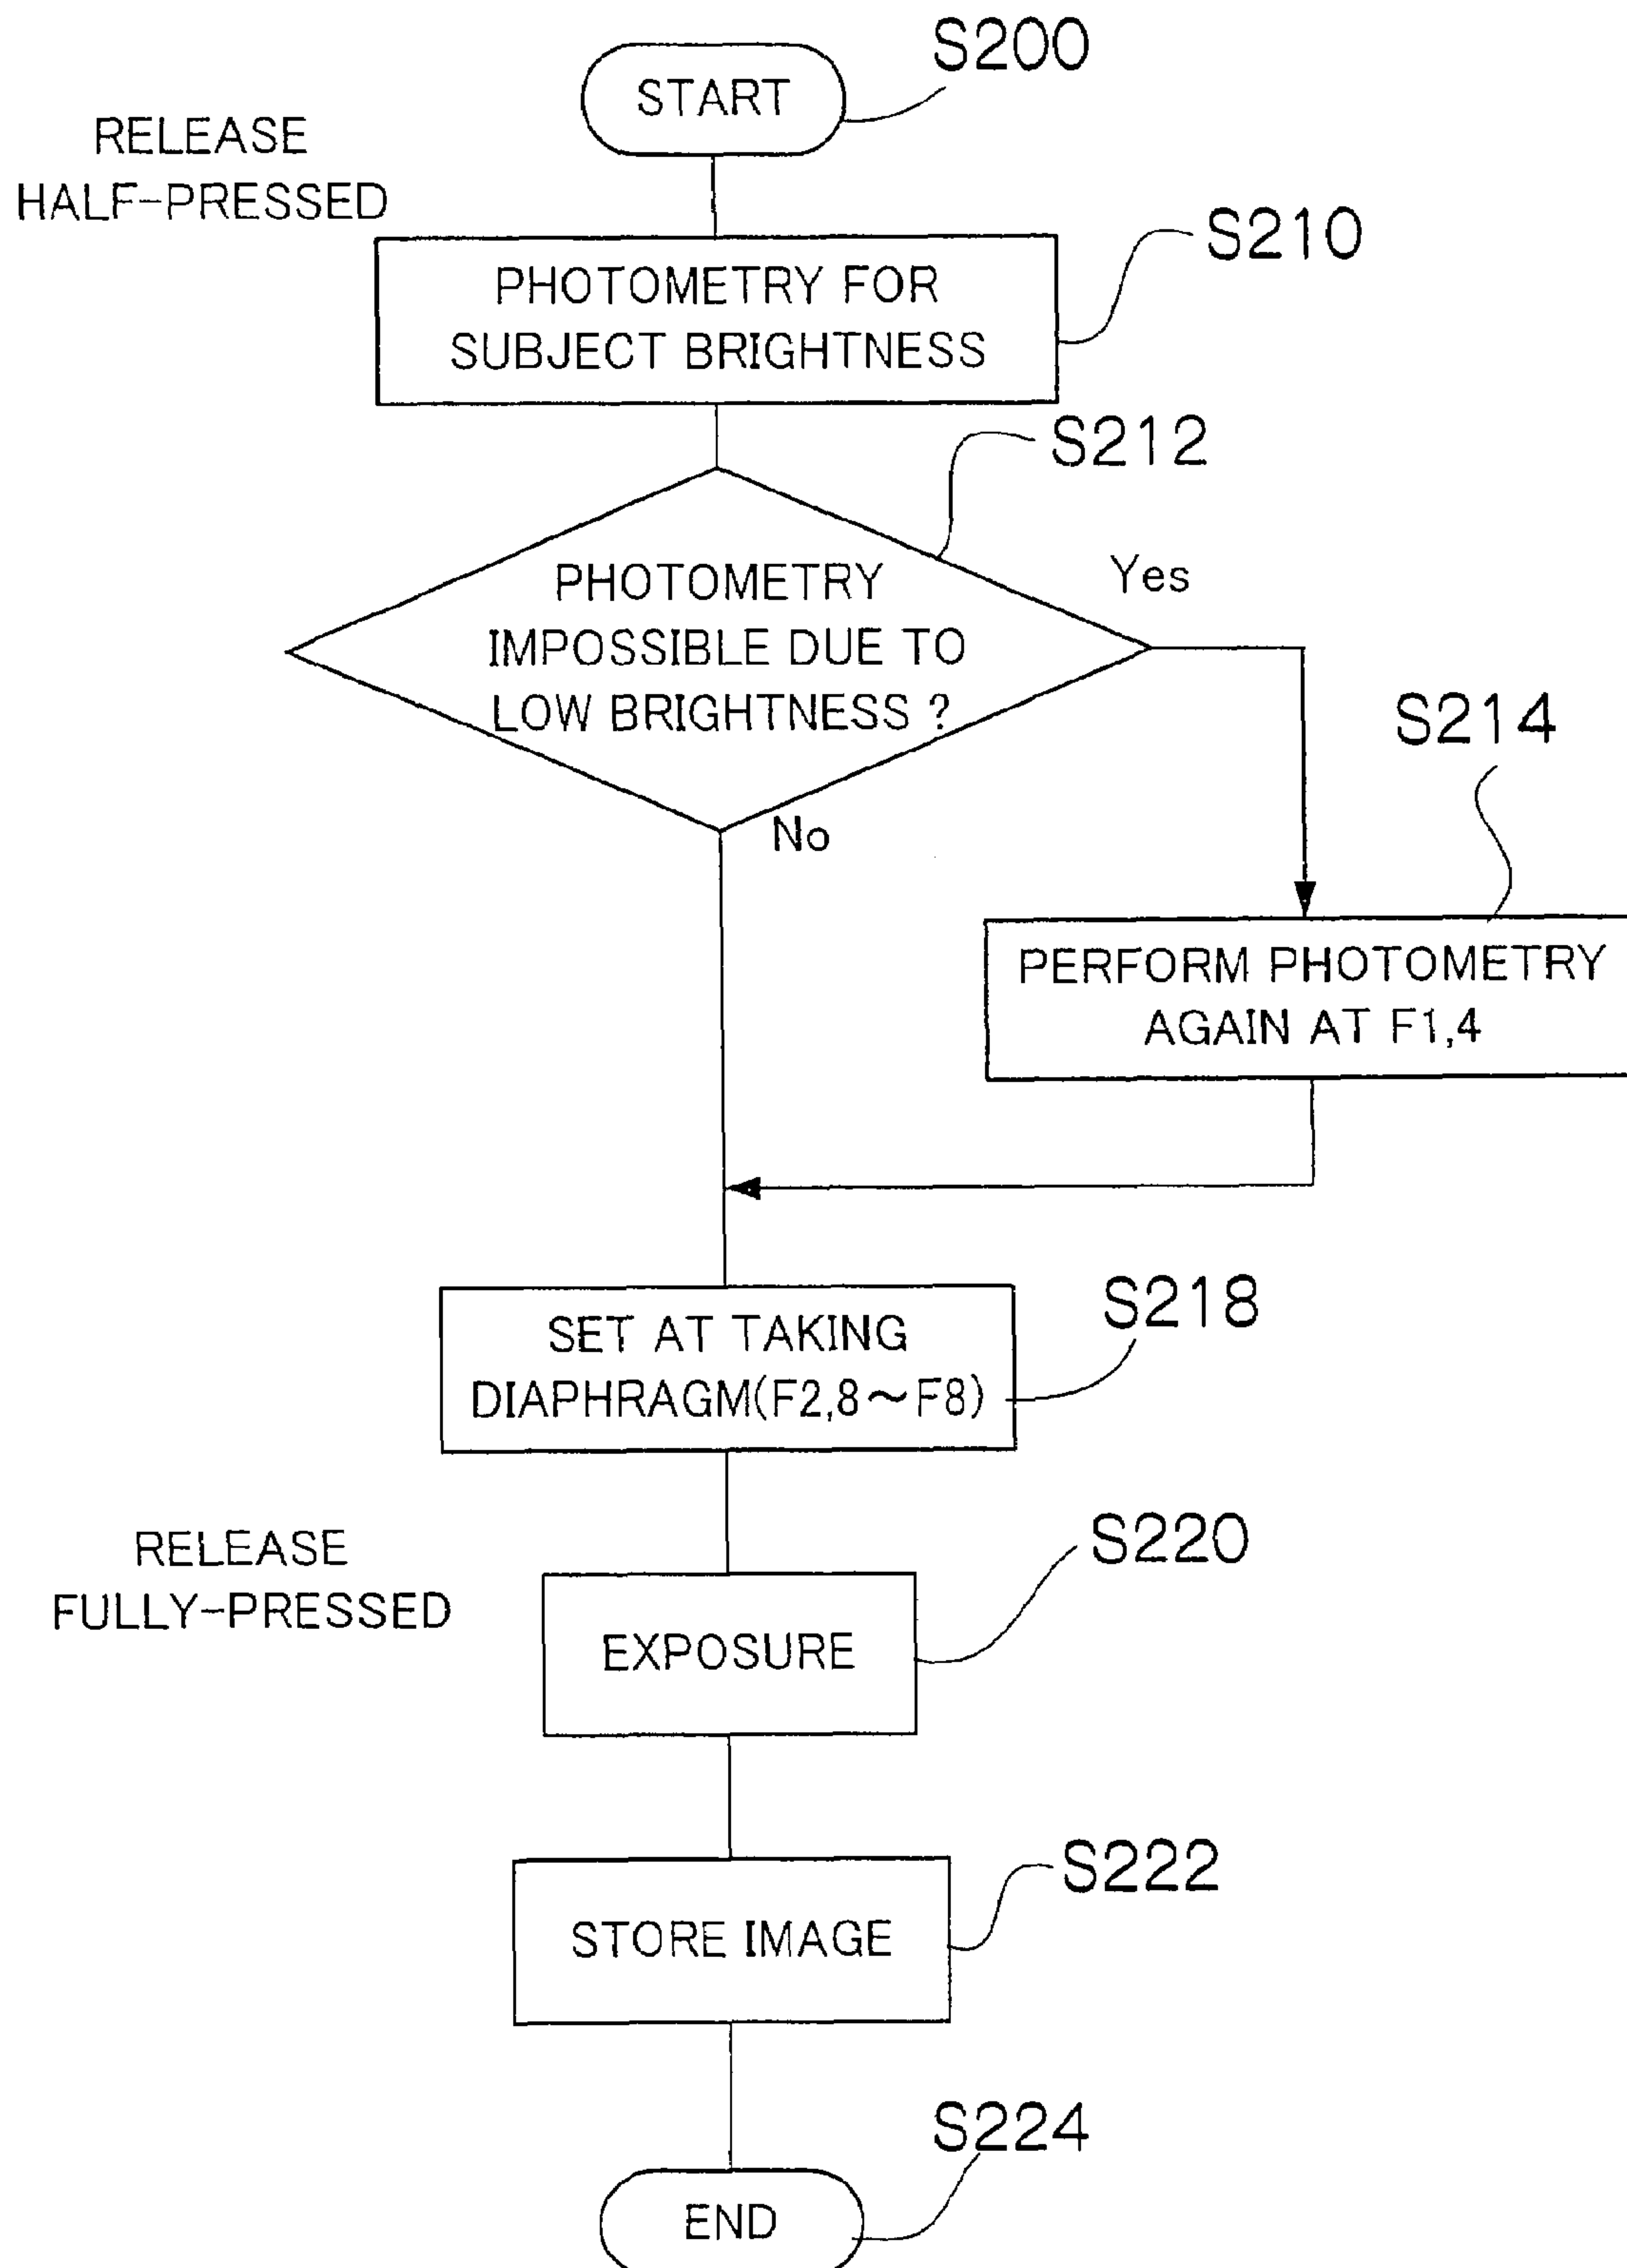 START
S200
RELEASE
HALF-PRESSED
S210
PHOTOMETRY FOR
SUBJECT BRIGHTNESS
S212
PHOTOMETRY
IMPOSSIBLE DUE TO
LOW BRIGHTNESS ?
Yes
No
S214
PERFORM PHOTOMETRY
AGAIN AT F1,4
SET AT TAKING
DIAPHRAGM(F2,8～F8)
S218
RELEASE
FULLY-PRESSED
S220
EXPOSURE
S222
STORE IMAGE
S224
END